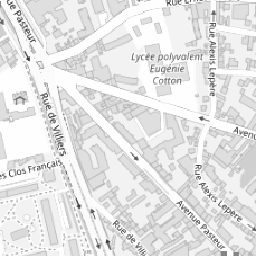 Rue Pasteur
Lycée polyvalent
Eugénie
Cotton
Rue Alexis Lepère
Rue de Villiers
Avenue
es Clos Français
Rue Alexis Lepère
Avenue Pasteur
Rue de Vill